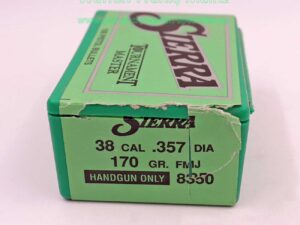 SIERRA
TOURNAMENT
MASTER
SIERRA
38 CAL .357 DIA
170 GR. FMJ
HANDGUN ONLY 8350